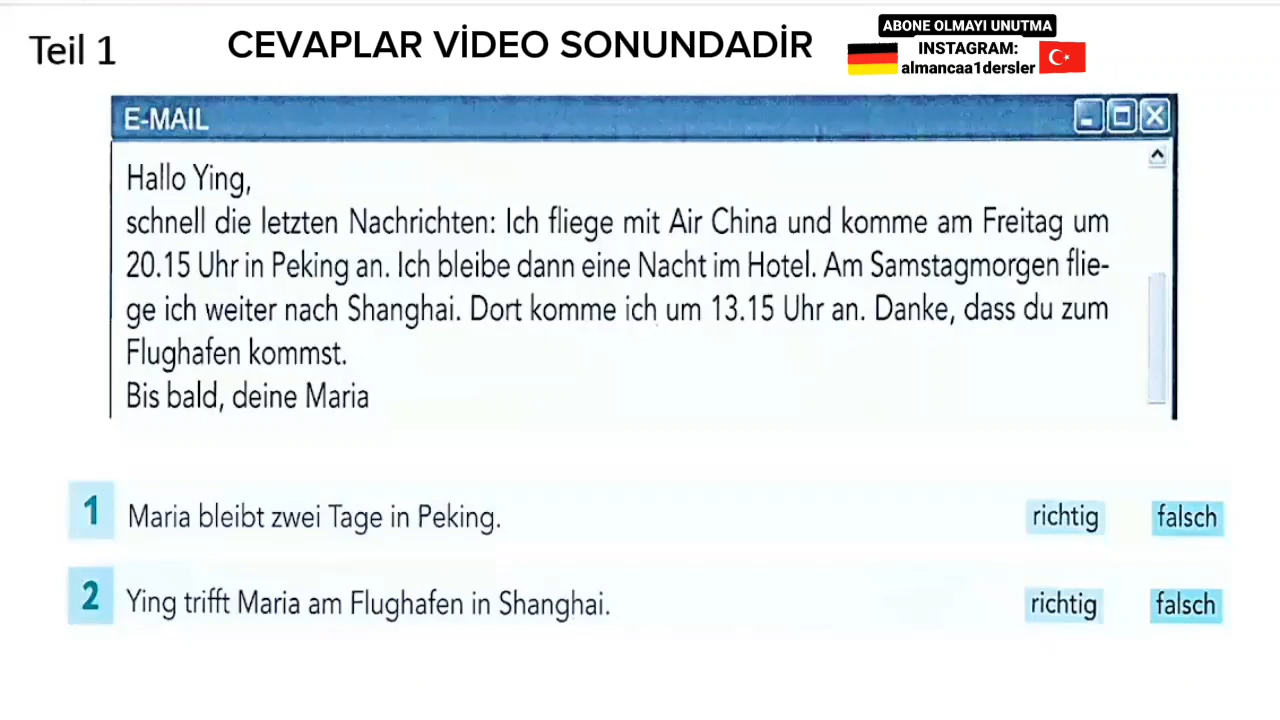 Teil 1
CEVAPLAR VİDEO SONUNDADİR
ABONE OLMAYI UNUTMA
INSTAGRAM:
almancaa1dersler
E-MAIL
Hallo Ying,
schnell die letzten Nachrichten: Ich fliege mit Air China und komme am Freitag um
20.15 Uhr in Peking an. Ich bleibe dann eine Nacht im Hotel. Am Samstagmorgen flie-
ge ich weiter nach Shanghai. Dort komme ich um 13.15 Uhr an. Danke, dass du zum
Flughafen kommst.
Bis bald, deine Maria
1 Maria bleibt zwei Tage in Peking. richtig falsch
2 Ying trifft Maria am Flughafen in Shanghai. richtig falsch